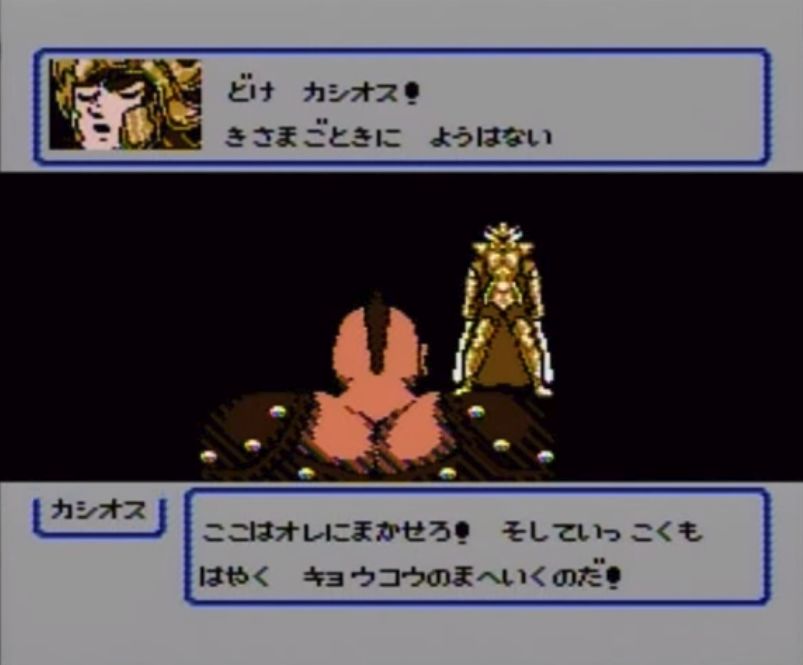 どけ　カシオス！
きさまごときに　ようはない
カシオス
ここはオレにまかせろ！　そしていっこくも
はやく　キョウコウのまへいくのだ！